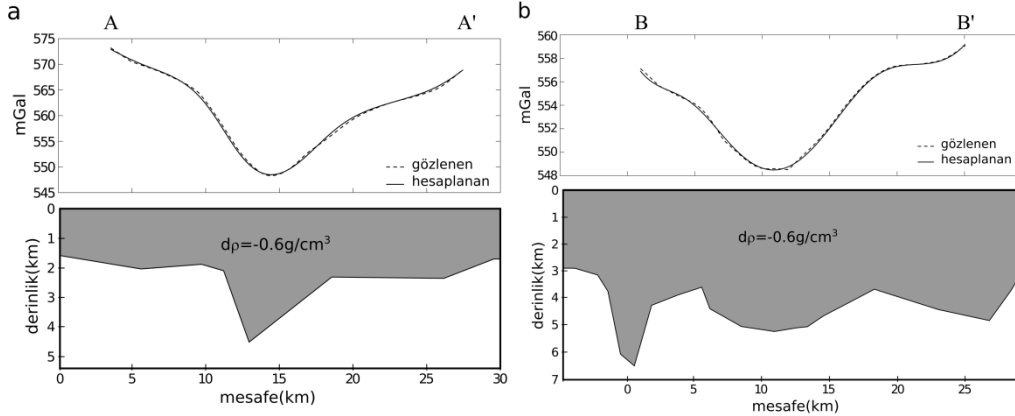 a
A A'
575
570
565
560
555
550
545
mGal
gözlenen
hesaplanan
0
1
2
3
4
5
derinlik(km)
dρ=-0.6g/cm³
0 5 10 15 20 25 30
mesafe(km)
b
B B'
560
558
556
554
552
550
548
mGal
gözlenen
hesaplanan
0
1
2
3
4
5
6
7
derinlik(km)
dρ=-0.6g/cm³
0 5 10 15 20 25
mesafe(km)